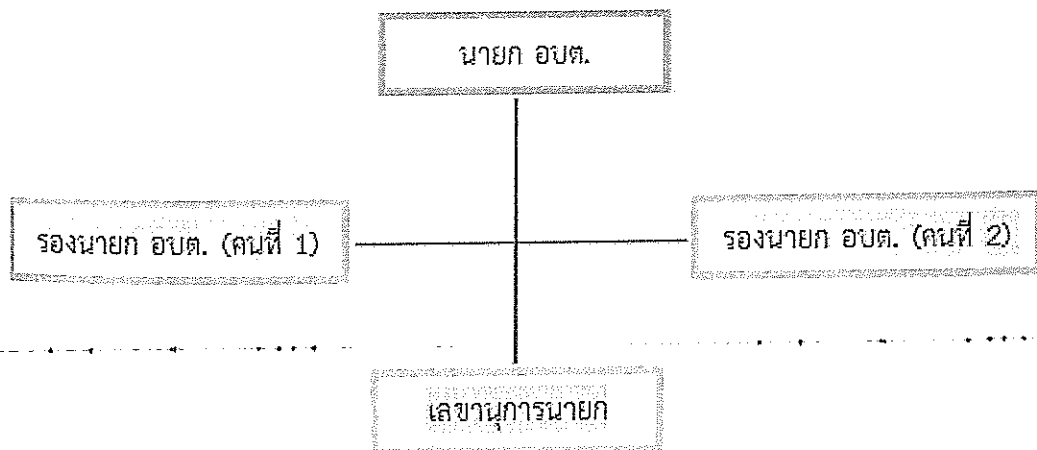 นายก อบต.
รองนายก อบต. (คนที่ 1)
รองนายก อบต. (คนที่ 2)
เลขานุการนายก